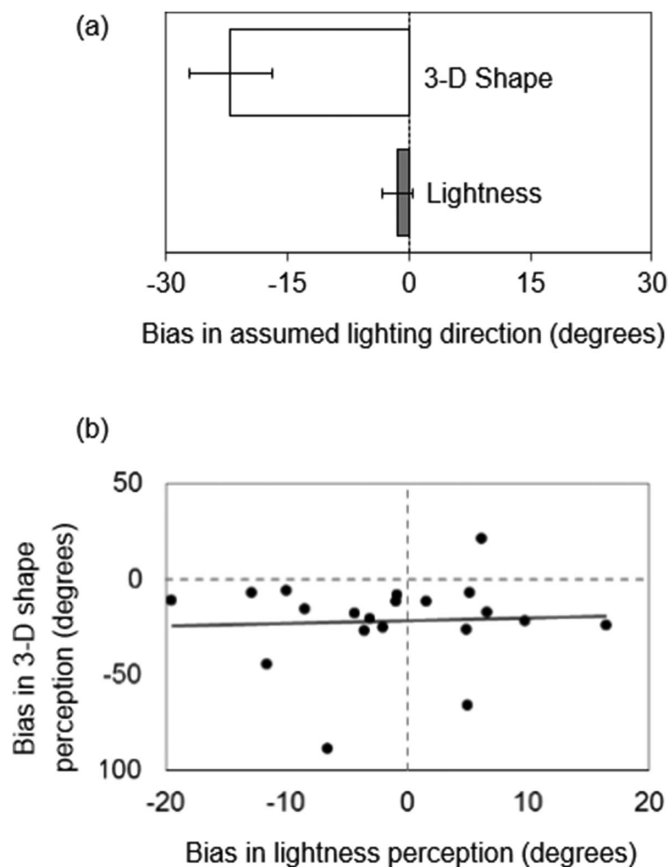 (a)
3-D Shape
Lightness
-30 -15 0 15 30
Bias in assumed lighting direction (degrees)
(b)
Bias in 3-D shape
perception (degrees)
50
0
-50
100
-20 -10 0 10 20
Bias in lightness perception (degrees)